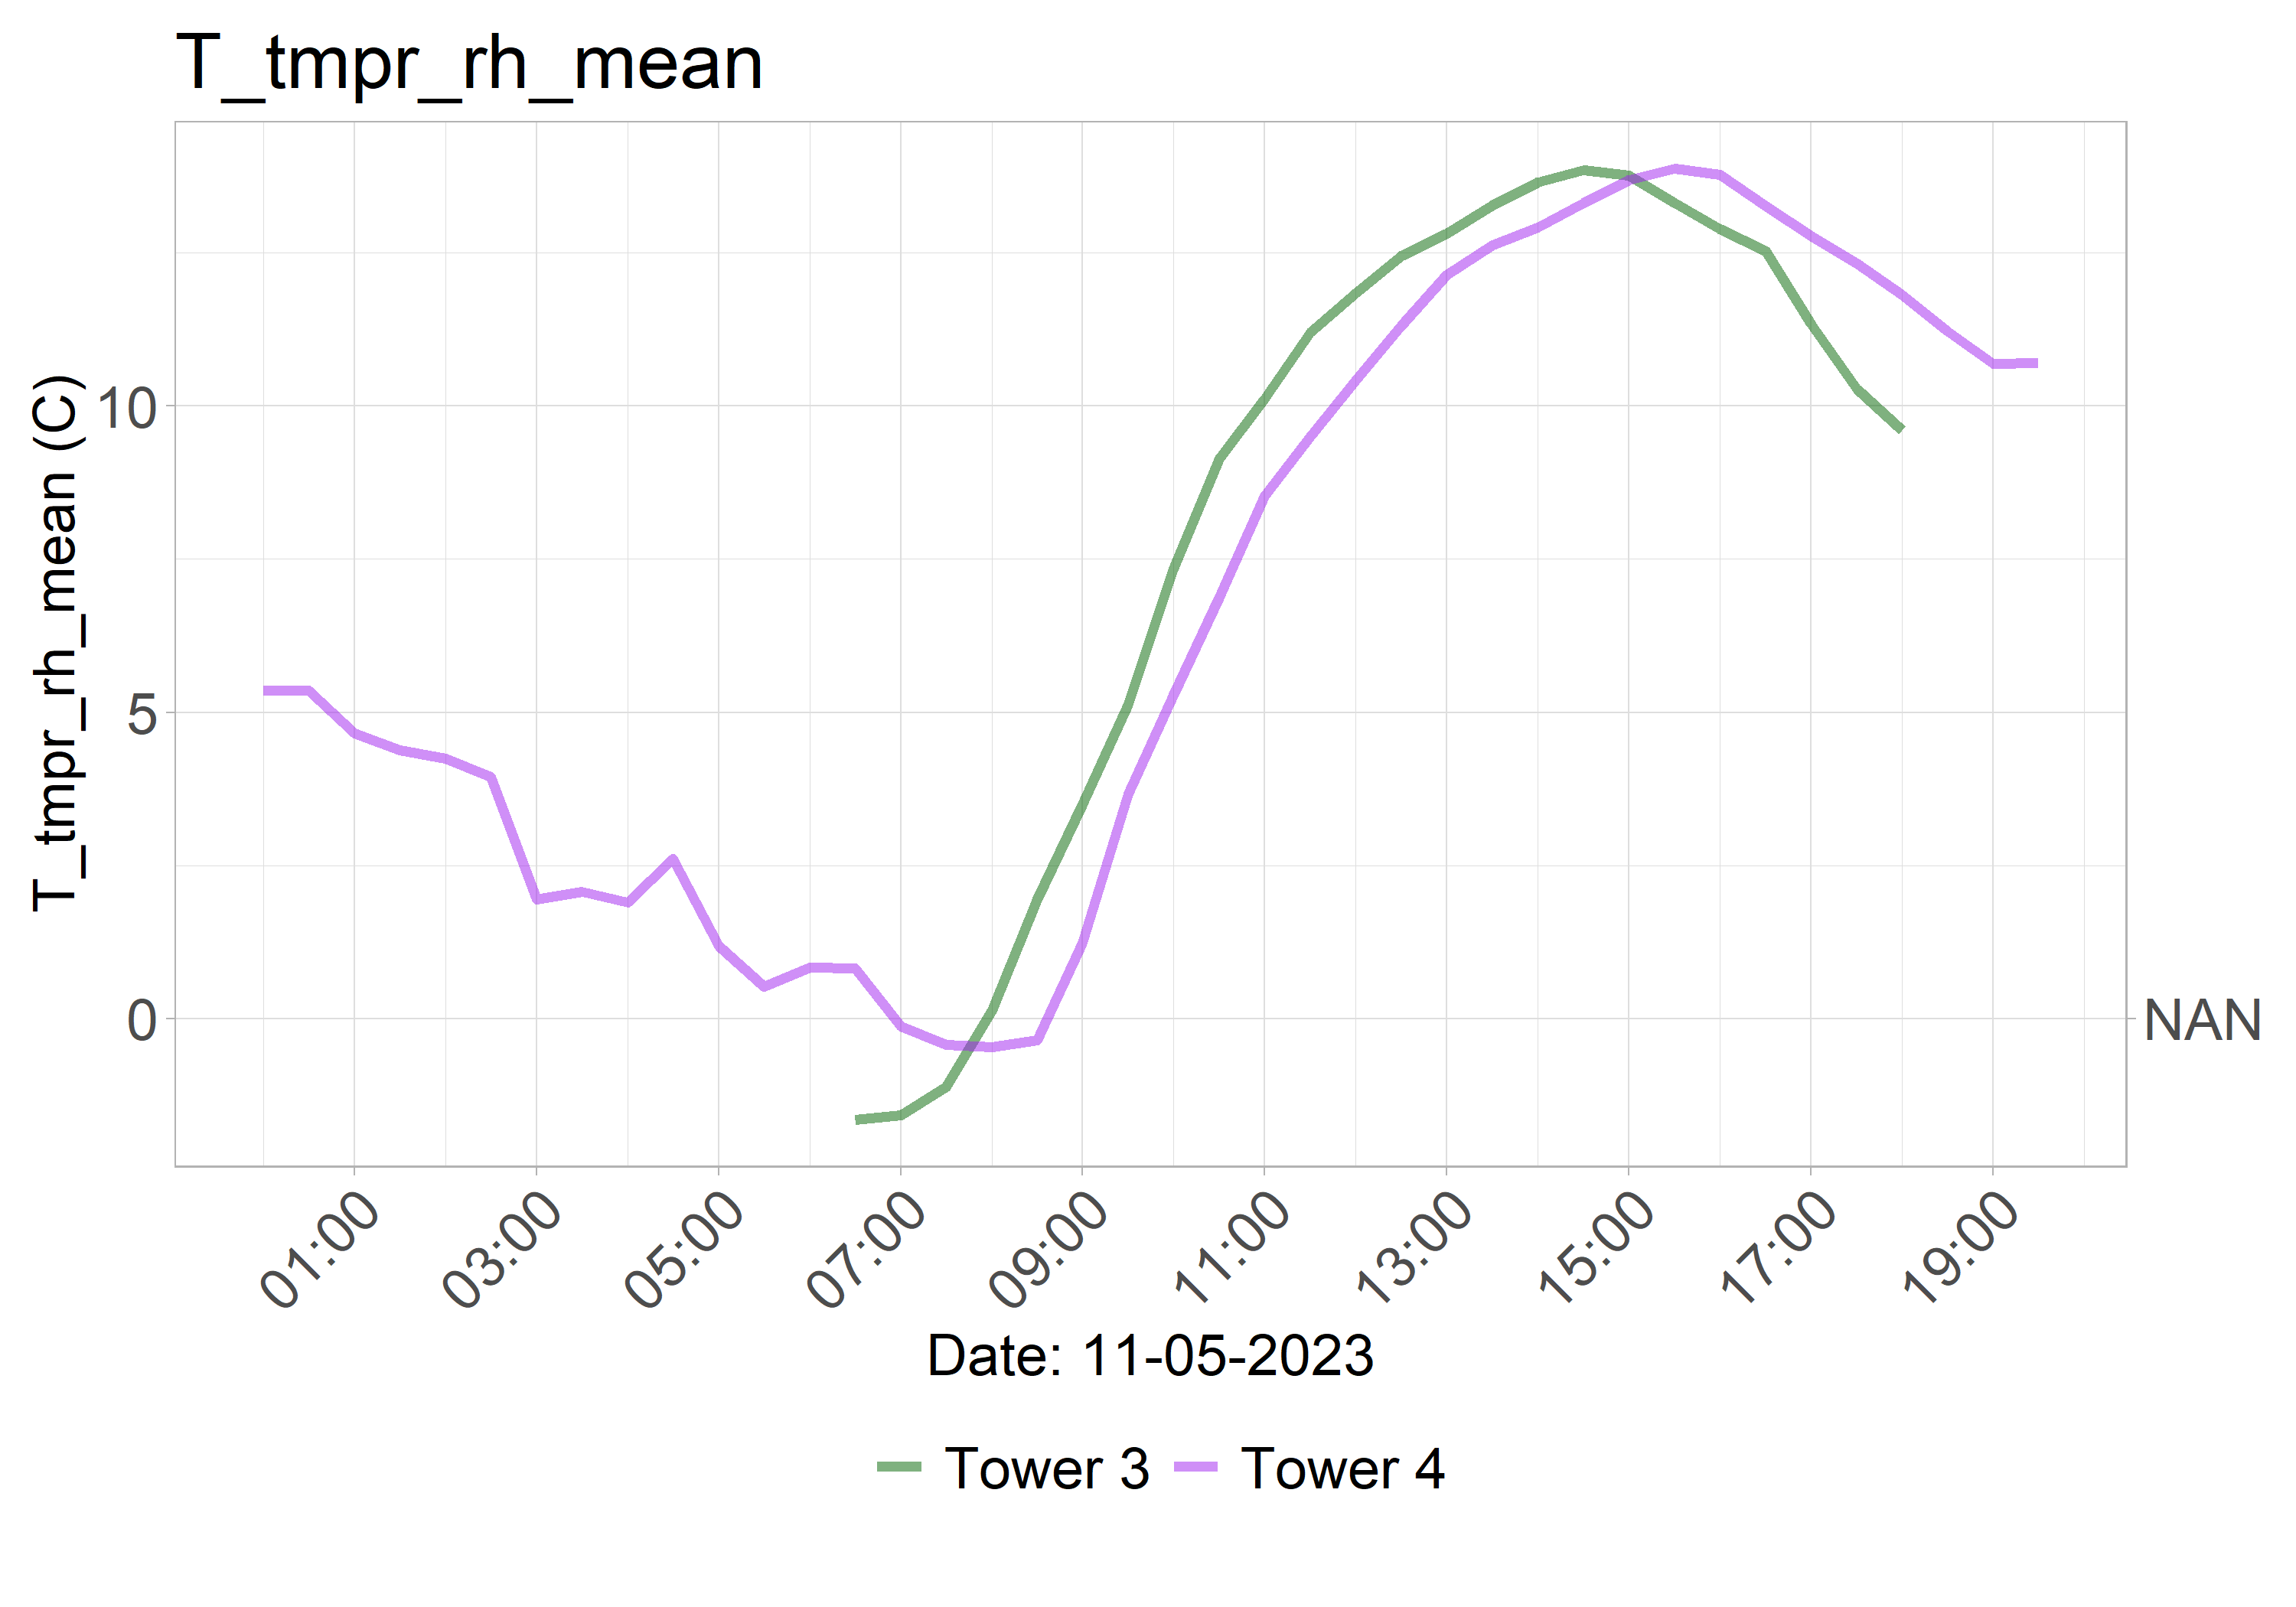 T_tmpr_rh_mean
T_tmpr_rh_mean (C)
10
5
0
NAN
01:00 03:00 05:00 07:00 09:00 11:00 13:00 15:00 17:00 19:00
Date: 11-05-2023
Tower 3 Tower 4